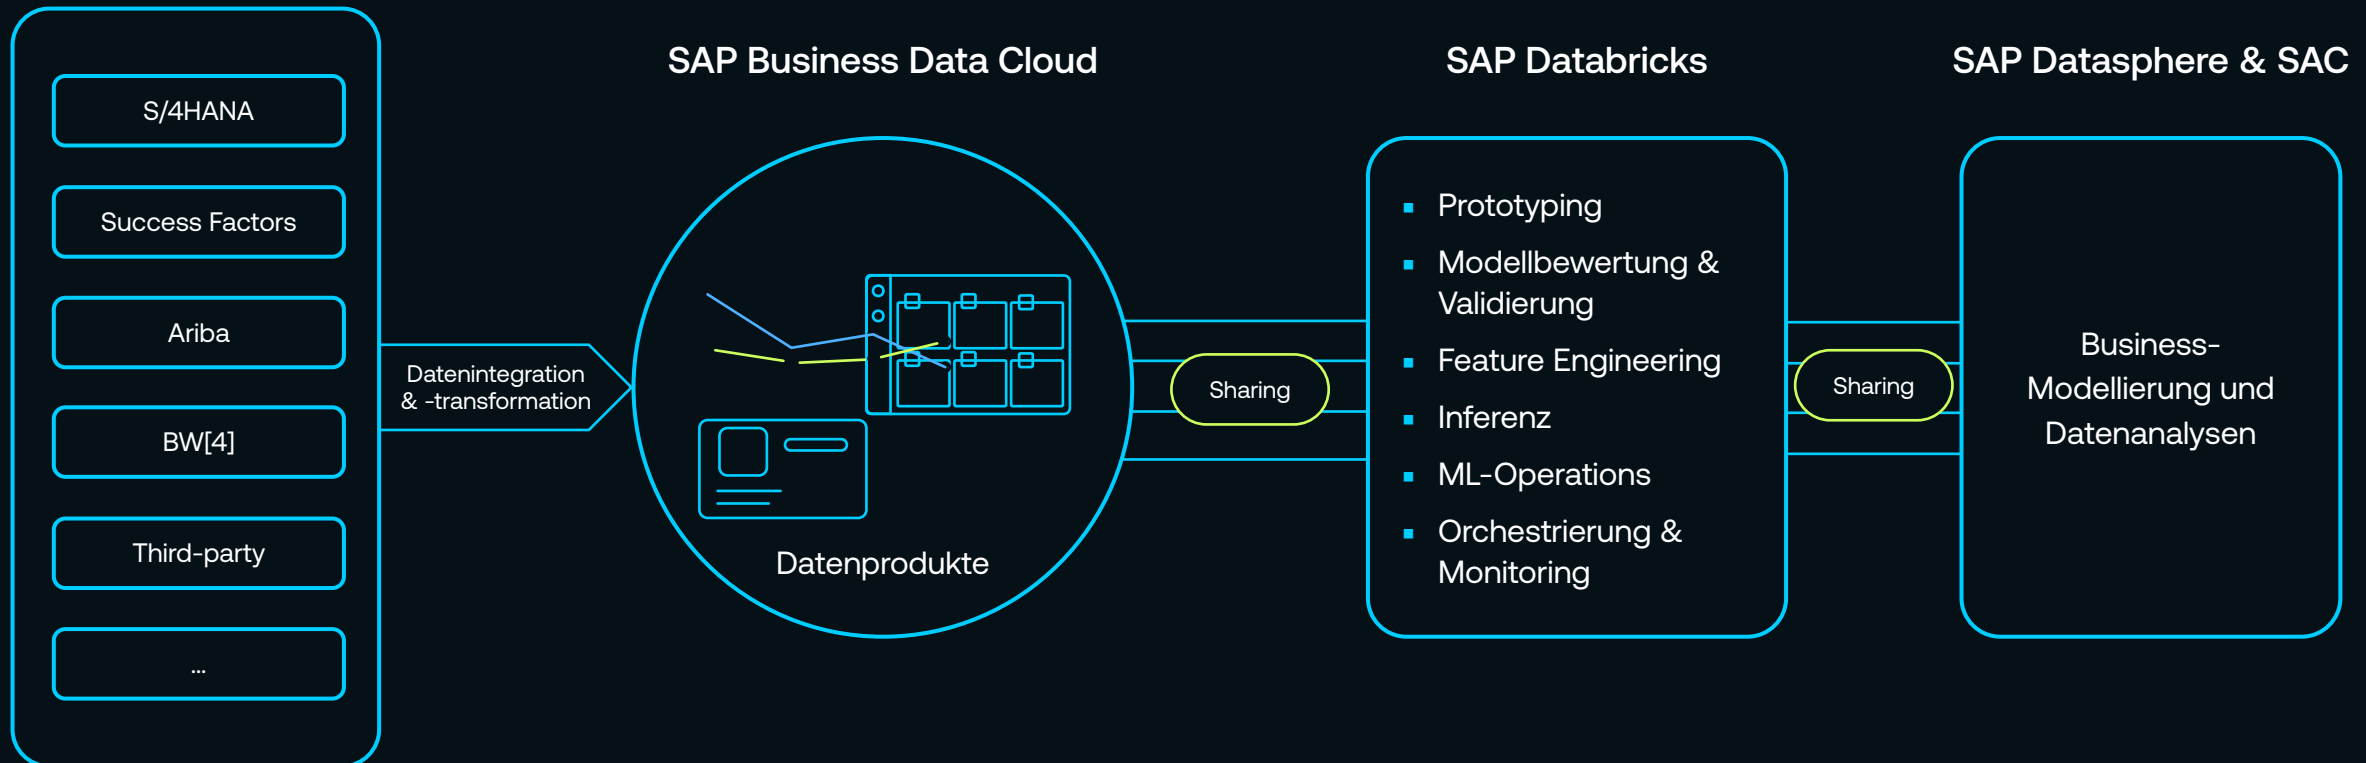 S/4HANA
Success Factors
Ariba
BW[4]
Third-party
...
Datenintegration
& -transformation
SAP Business Data Cloud
Datenprodukte
Sharing
SAP Databricks
▪ Prototyping
▪ Modellbewertung &
Validierung
▪ Feature Engineering
▪ Inferenz
▪ ML-Operations
▪ Orchestrierung &
Monitoring
Sharing
SAP Datasphere & SAC
Business-
Modellierung und
Datenanalysen